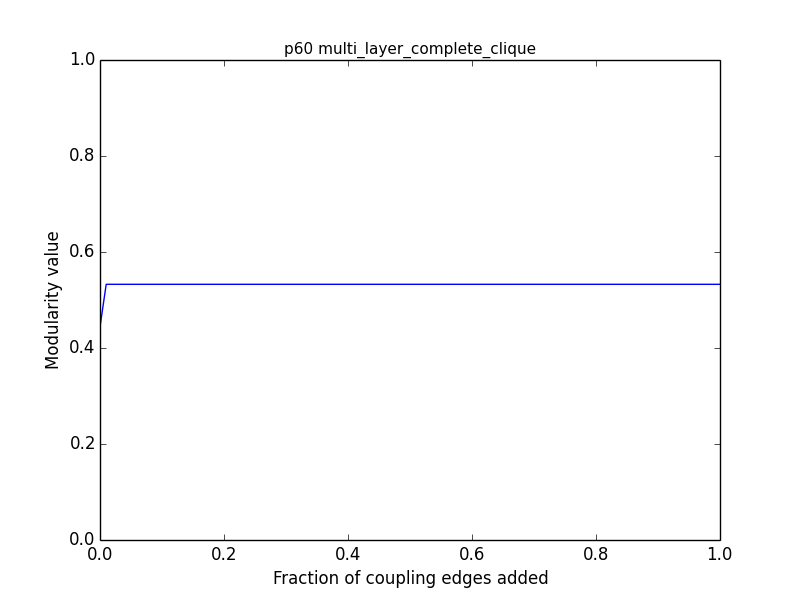 p60 multi_layer_complete_clique
1.0
0.8
0.6
0.4
0.2
0.0
Modularity value
0.0 0.2 0.4 0.6 0.8 1.0
Fraction of coupling edges added